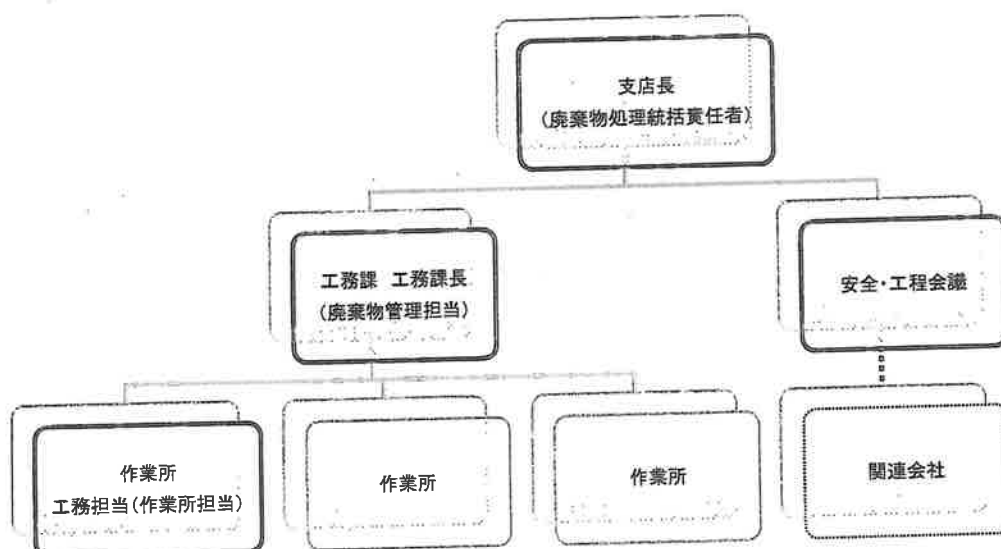 支店長
(廃棄物処理統括責任者)
工務課 工務課長
(廃棄物管理担当)
安全・工程会議
作業所
工務担当(作業所担当)
作業所
作業所
関連会社